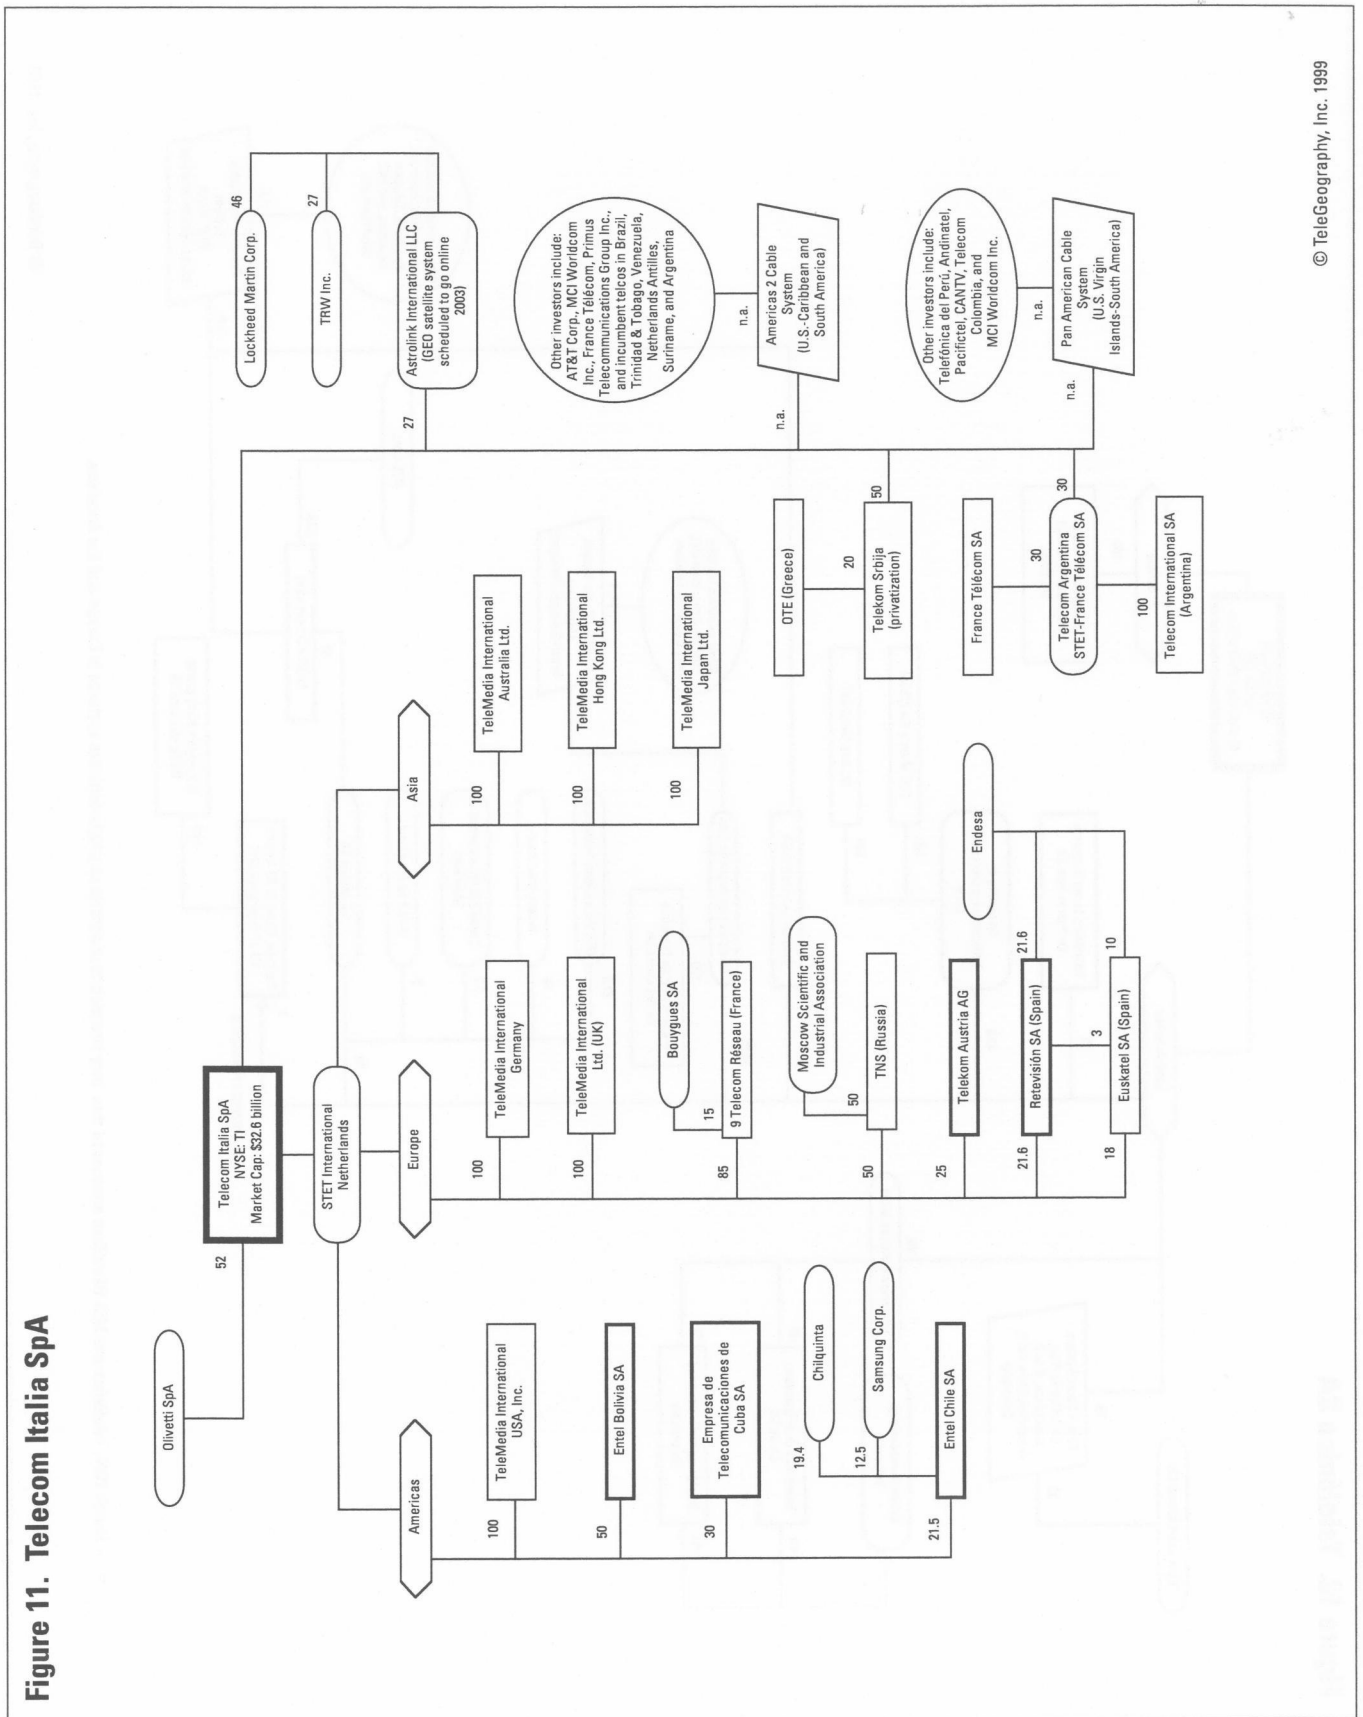 Figure 11. Telecom Italia SpA
Olivetti SpA
52
Telecom Italia SpA
NYSE: TI
Market Cap: $32.6 billion
STET International
Netherlands
Americas
TeleMedia International
USA, Inc.
100
Entel Bolivia SA
50
Empresa de
Telecomunicaciones de
Cuba SA
30
Chilquinta
19.4
Samsung Corp.
12.5
Entel Chile SA
21.5
Europe
TeleMedia International
Germany
100
TeleMedia International
Ltd. (UK)
100
Bouygues SA
15
9 Telecom Réseau (France)
85
Moscow Scientific and
Industrial Association
50
TNS (Russia)
50
Telekom Austria AG
25
Retevisión SA (Spain)
21.6
21.6
Endesa
3
10
Euskatel SA (Spain)
18
Asia
TeleMedia International
Australia Ltd.
100
TeleMedia International
Hong Kong Ltd.
100
TeleMedia International
Japan Ltd.
100
Lockheed Martin Corp.
46
TRW Inc.
27
Astrolink International LLC
(GEO satellite system
scheduled to go online
2003)
27
Other investors include:
AT&T Corp., MCI Worldcom
Inc., France Télécom, Primus
Telecommunications Group Inc.,
and incumbent telcos in Brazil,
Trinidad & Tobago, Venezuela,
Netherlands Antilles,
Suriname, and Argentina
n.a.
Americas 2 Cable
System
(U.S.-Caribbean and
South America)
n.a.
OTE (Greece)
20
Telekom Srbija
(privatization)
50
Other investors include:
Telefónica del Perú, Andinatel,
Pacifictel, CANTV, Telecom
Colombia, and
MCI Worldcom Inc.
n.a.
Pan American Cable
System
(U.S. Virgin
Islands-South America)
n.a.
France Télécom SA
30
Telecom Argentina
STET-France Télécom SA
30
100
Telecom International SA
(Argentina)
© TeleGeography, Inc. 1999